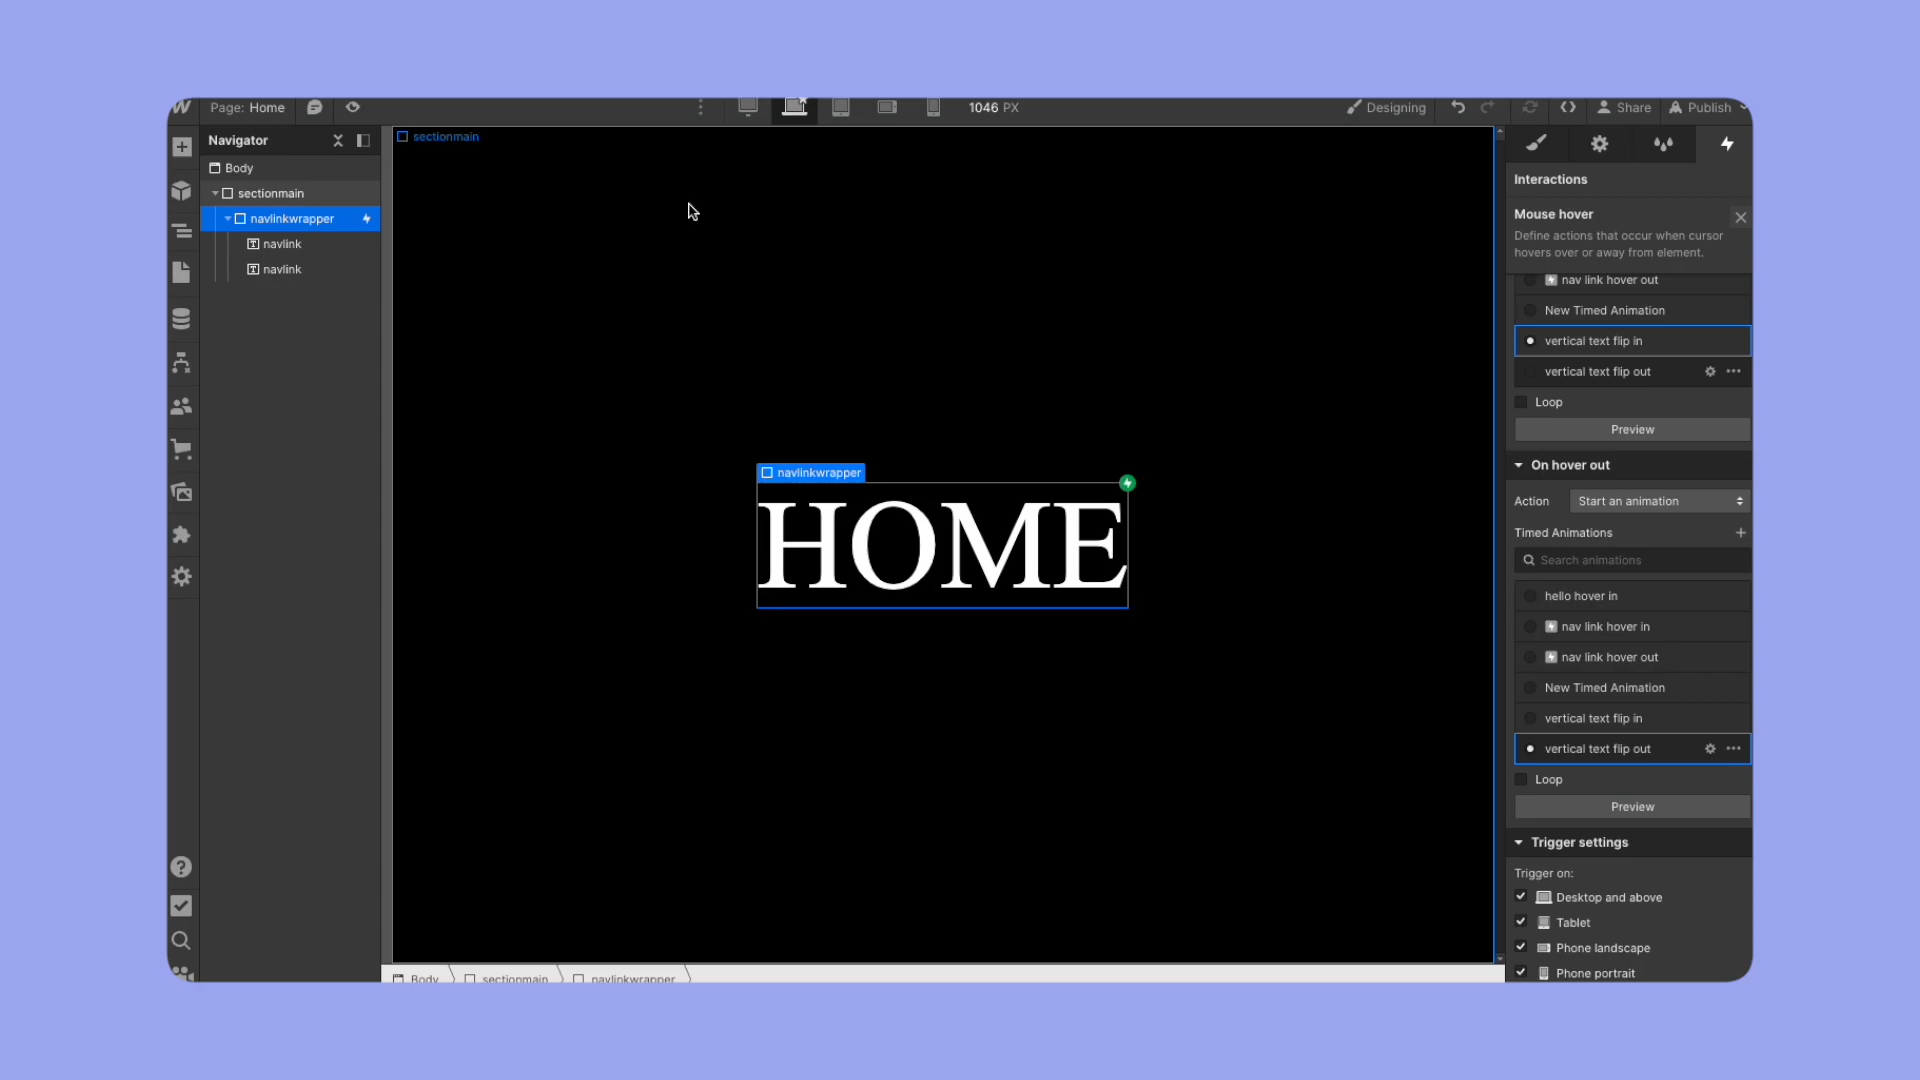 Page: Home
1046 PX
Designing
Share
Publish
Navigator
Body
sectionmain
navlinkwrapper
navlink
navlink
sectionmain
navlinkwrapper
HOME
Interactions
Mouse hover
Define actions that occur when cursor
hovers over or away from element.
nav link hover out
New Timed Animation
vertical text flip in
vertical text flip out
Loop
Preview
On hover out
Action
Start an animation
Timed Animations
Search animations
hello hover in
nav link hover in
nav link hover out
New Timed Animation
vertical text flip in
vertical text flip out
Loop
Preview
Trigger settings
Trigger on:
Desktop and above
Tablet
Phone landscape
Phone portrait
Body
sectionmain
navlinkwrapper